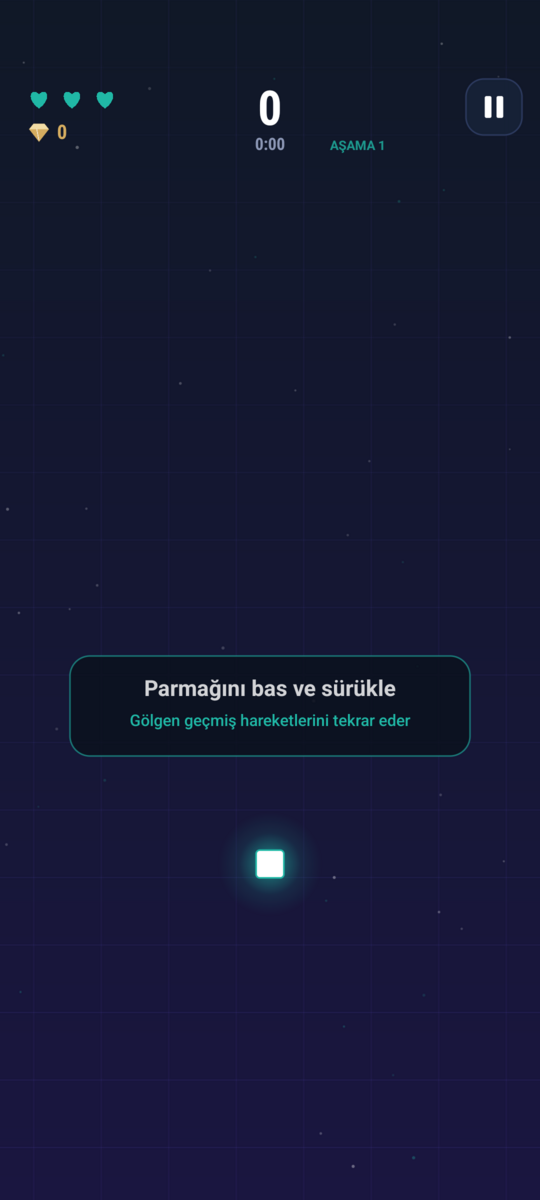 0
0
0:00
AŞAMA 1
Parmağını bas ve sürükle
Gölgen geçmiş hareketlerini tekrar eder